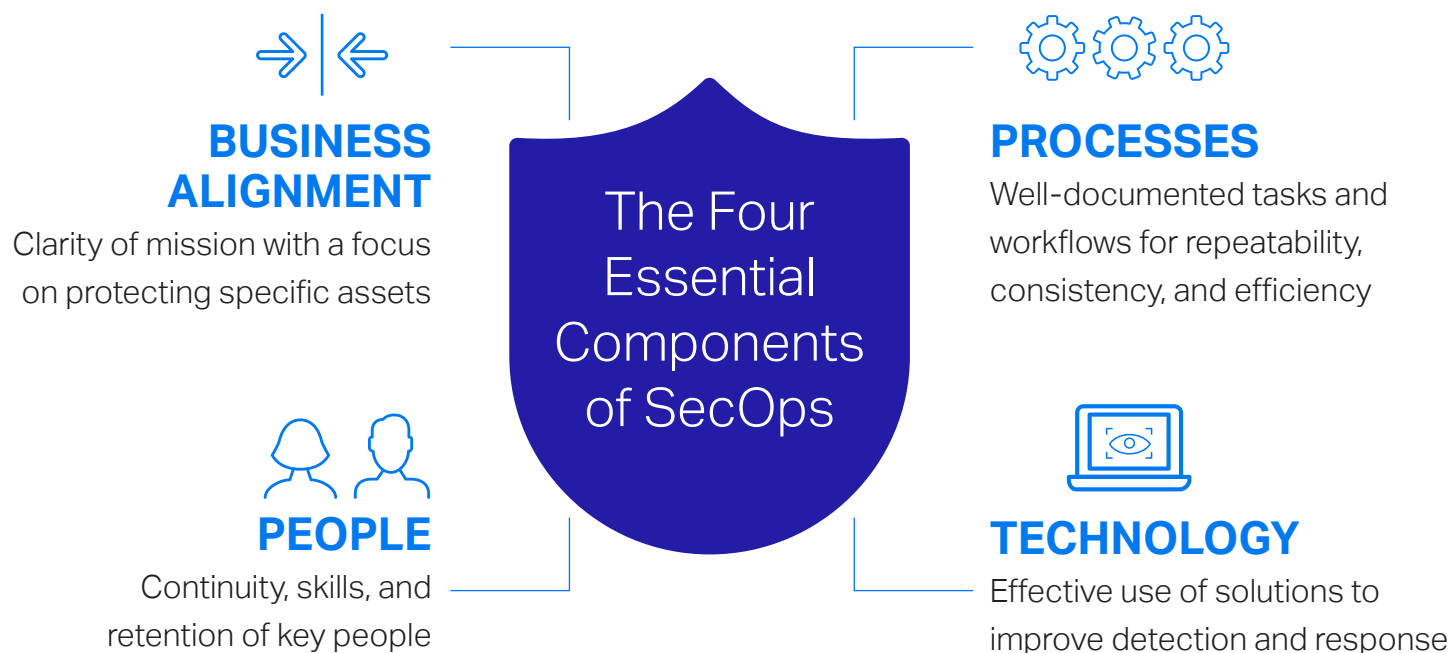 BUSINESS
ALIGNMENT
Clarity of mission with a focus
on protecting specific assets
The Four
Essential
Components
of SecOps
PROCESSES
Well-documented tasks and
workflows for repeatability,
consistency, and efficiency
PEOPLE
Continuity, skills, and
retention of key people
TECHNOLOGY
Effective use of solutions to
improve detection and response